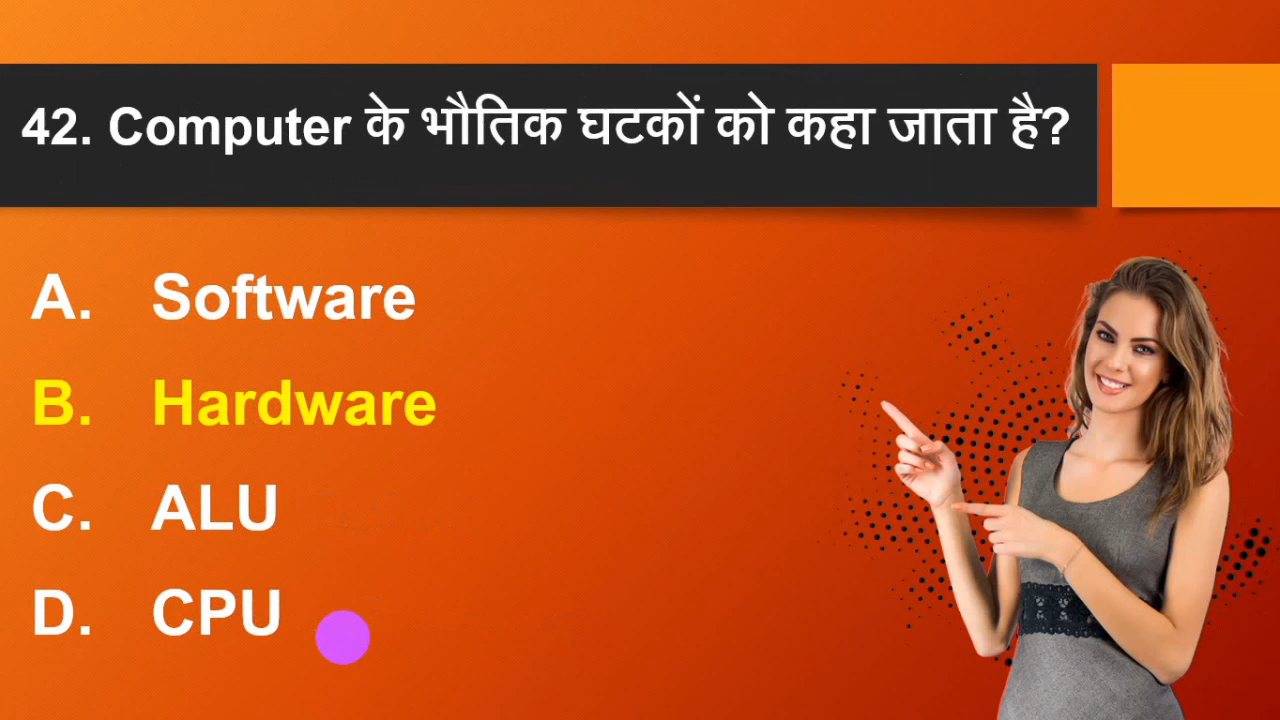 42. Computer के भौतिक घटकों को कहा जाता है?
A. Software
B. Hardware
C. ALU
D. CPU